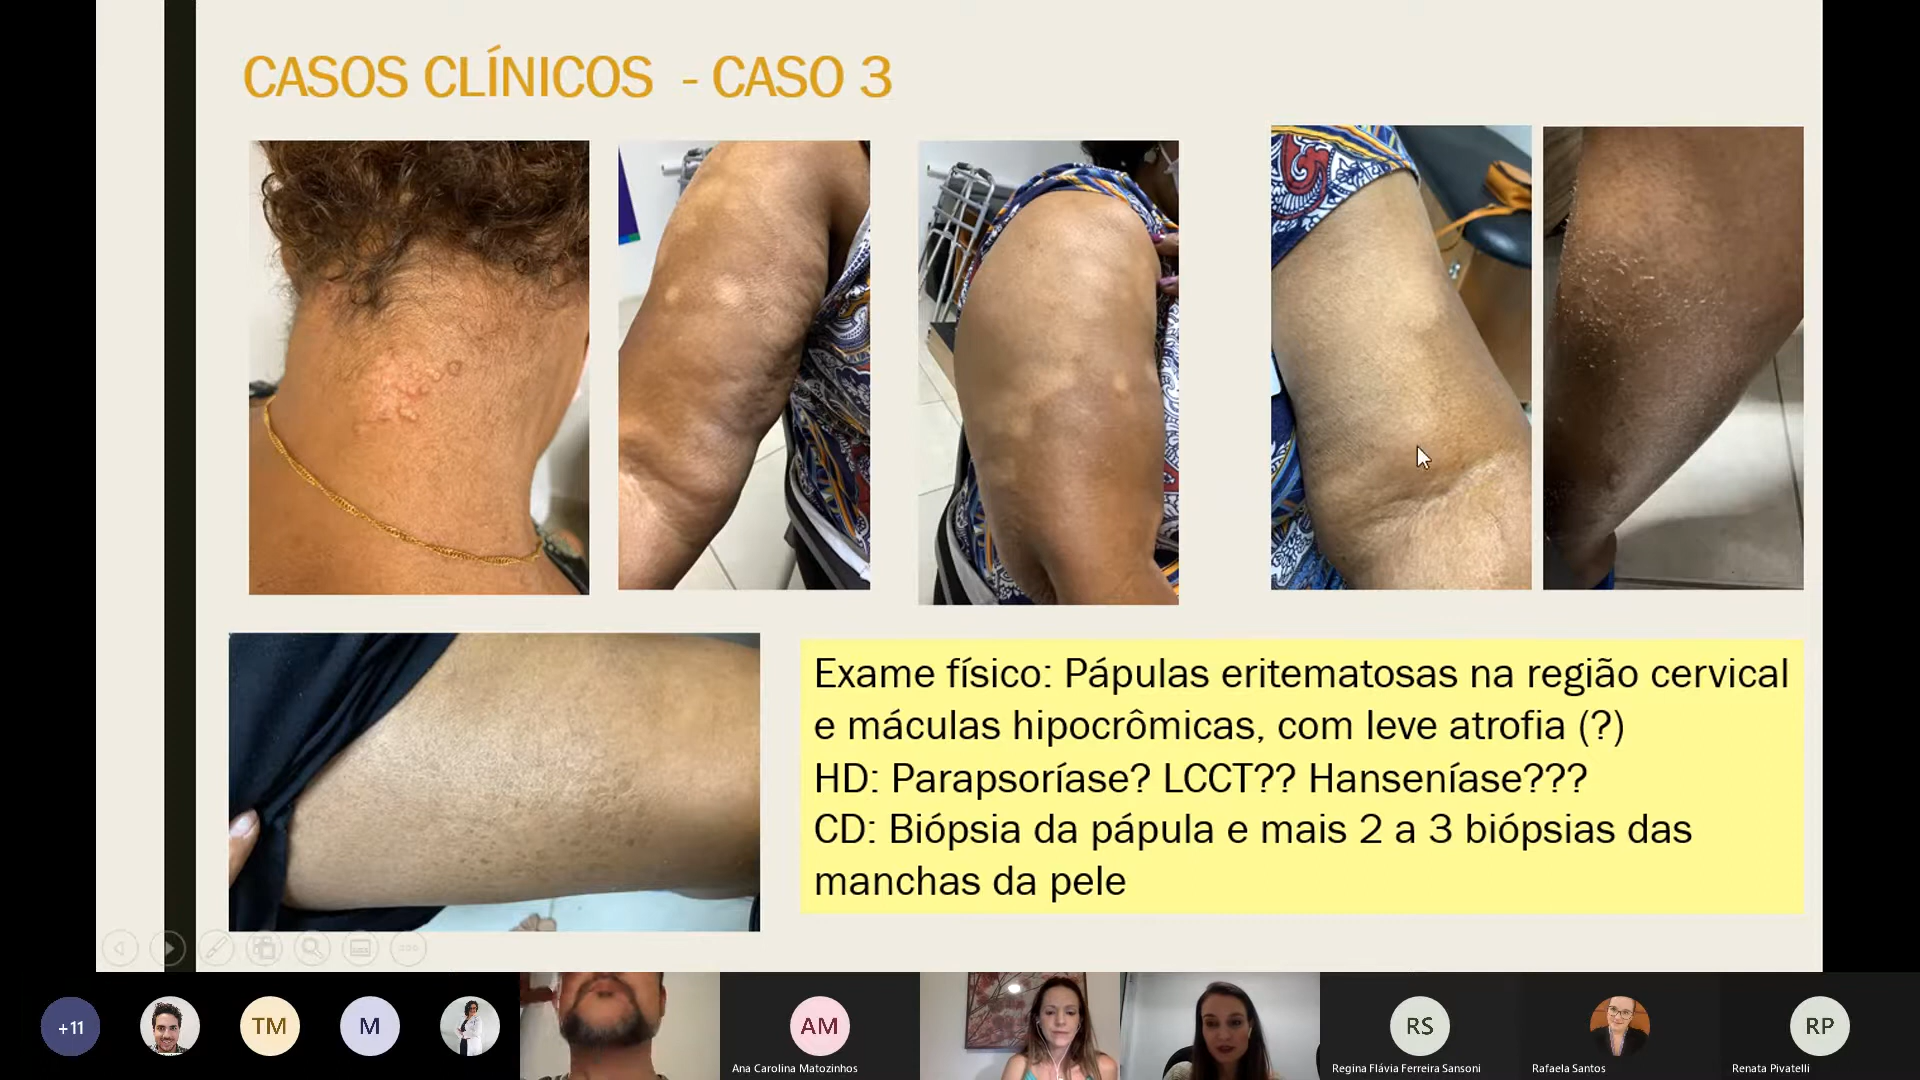 CASOS CLÍNICOS - CASO 3
Exame físico: Pápulas eritematosas na região cervical
e máculas hipocrômicas, com leve atrofia (?)
HD: Parapsoríase? LCCT?? Hanseníase???
CD: Biópsia da pápula e mais 2 a 3 biópsias das
manchas da pele
+11
TM
M
AM
Ana Carolina Matozinhos
RS
Regina Flávia Ferreira Sansoni
Rafaela Santos
RP
Renata Pivatelli